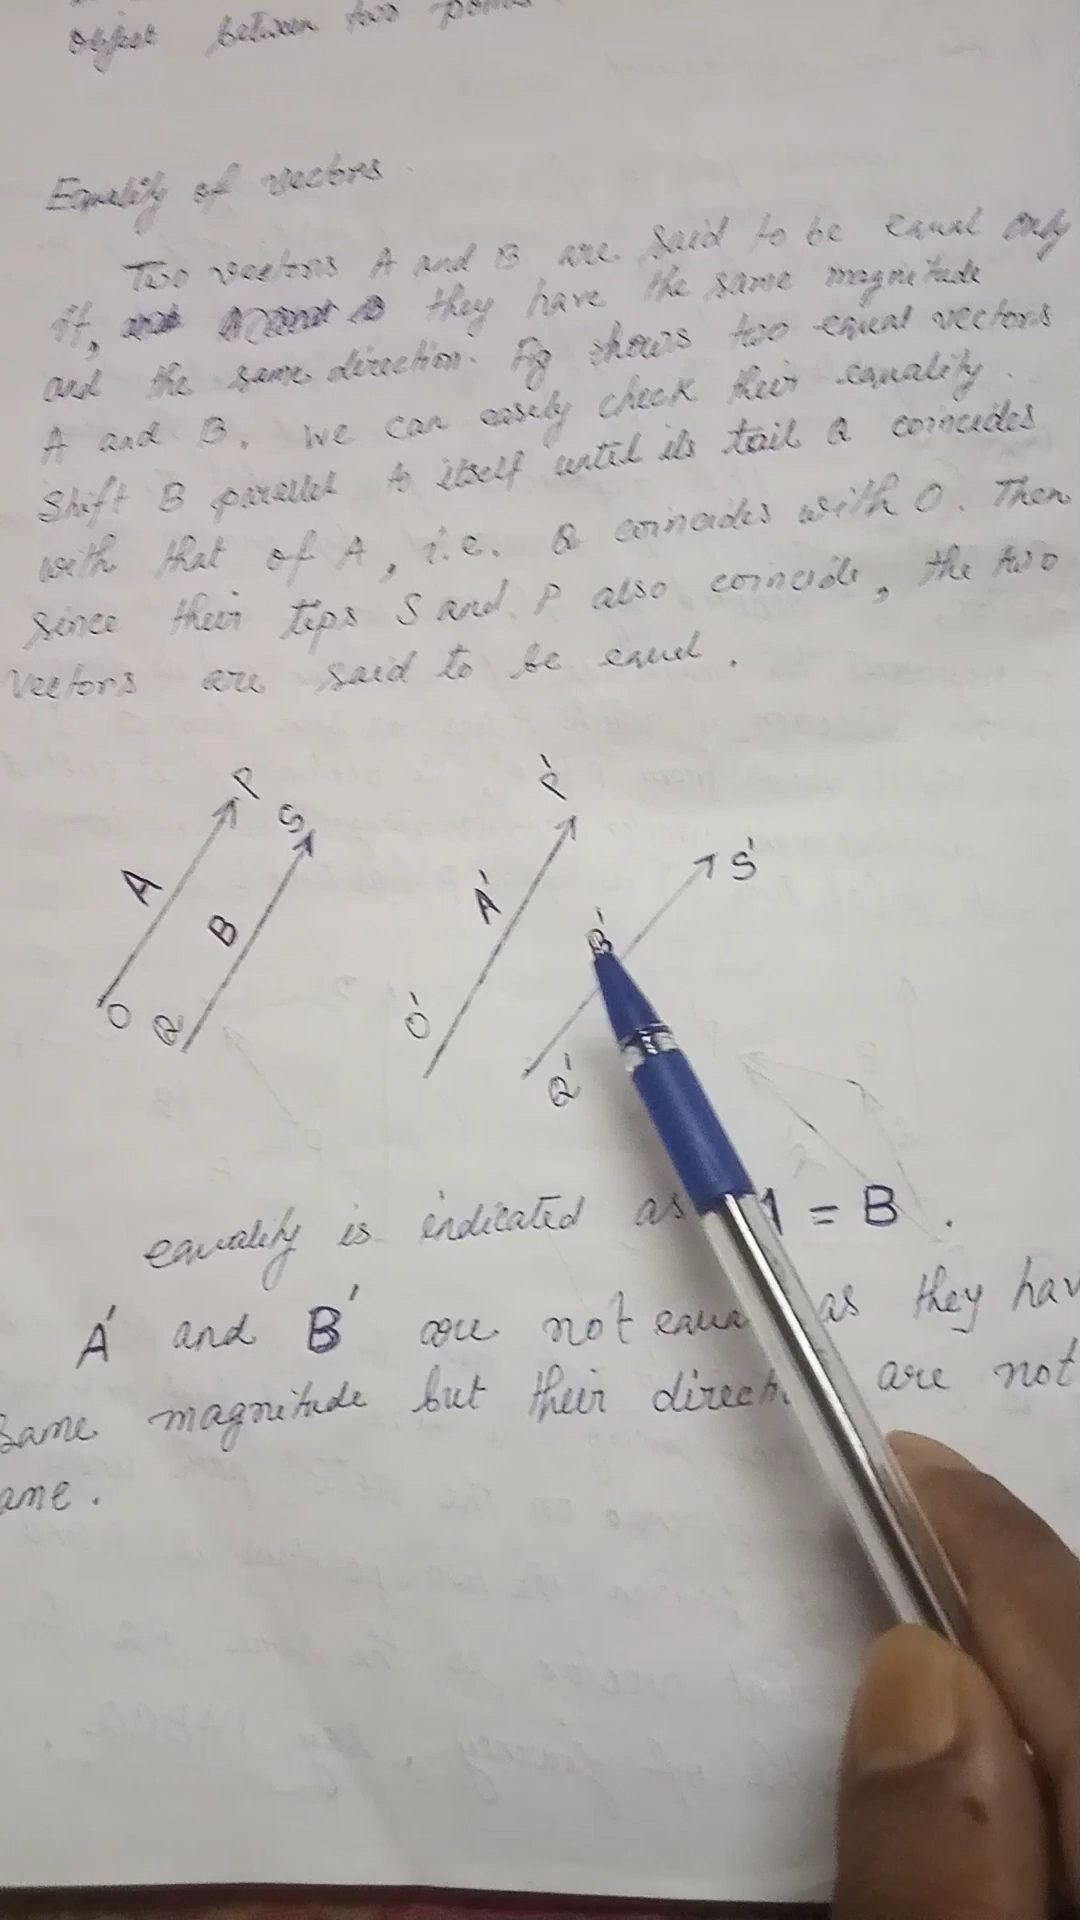 object between two points
Equality of vectors.
Two vectors A and B are said to be equal only
if, they have the same magnitude
and the same direction. Fig shows two equal vectors
A and B. We can easily check their equality.
Shift B parallel to itself until its tail Q coincides
with that of A, i.e. Q coincides with O. Then
since their tips S and P also coincide, the two
vectors are said to be equal.
P
S
A
B
O
Q
P'
A'
S'
B'
O'
Q'
equality is indicated as A = B.
A' and B' are not equal as they hav
same magnitude but their direct are not
ame.